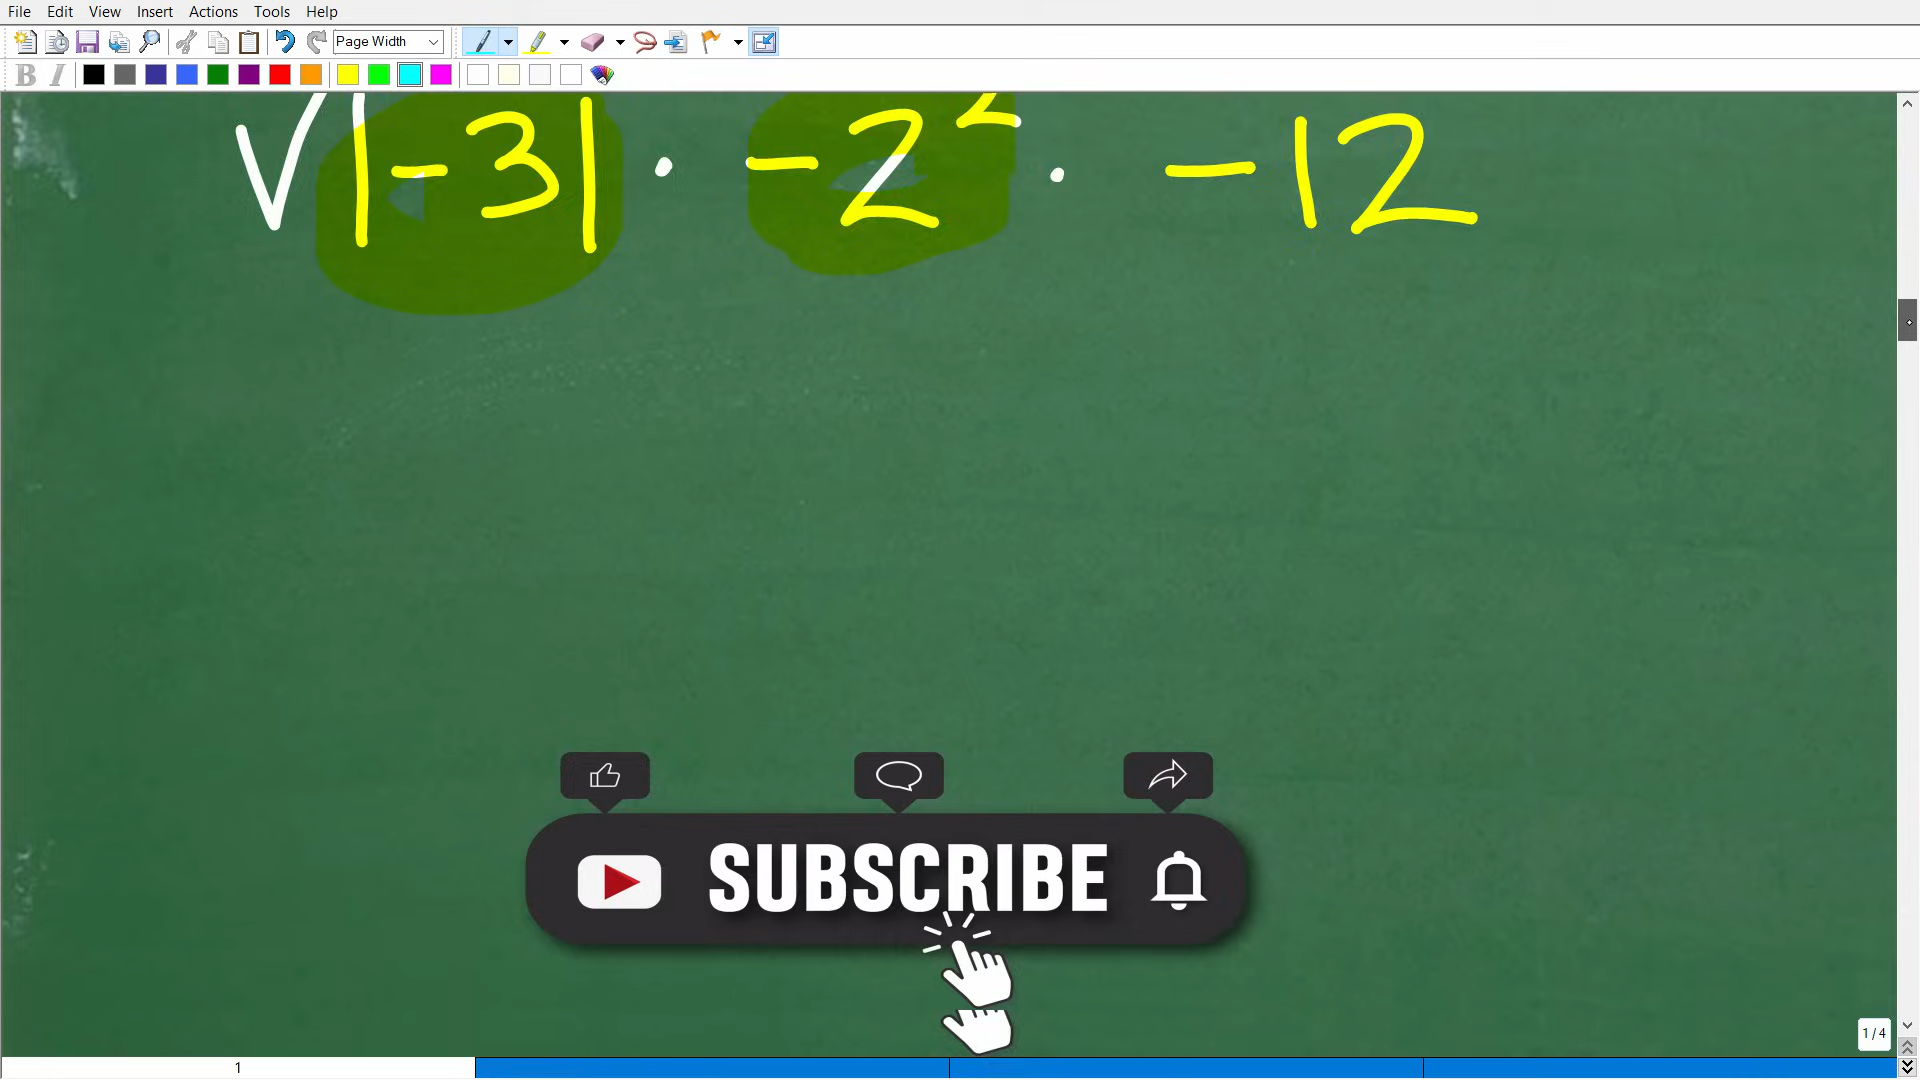 File Edit View Insert Actions Tools Help
Page Width
B I
√|-3| · -2² · -12
SUBSCRIBE
1 / 4
1